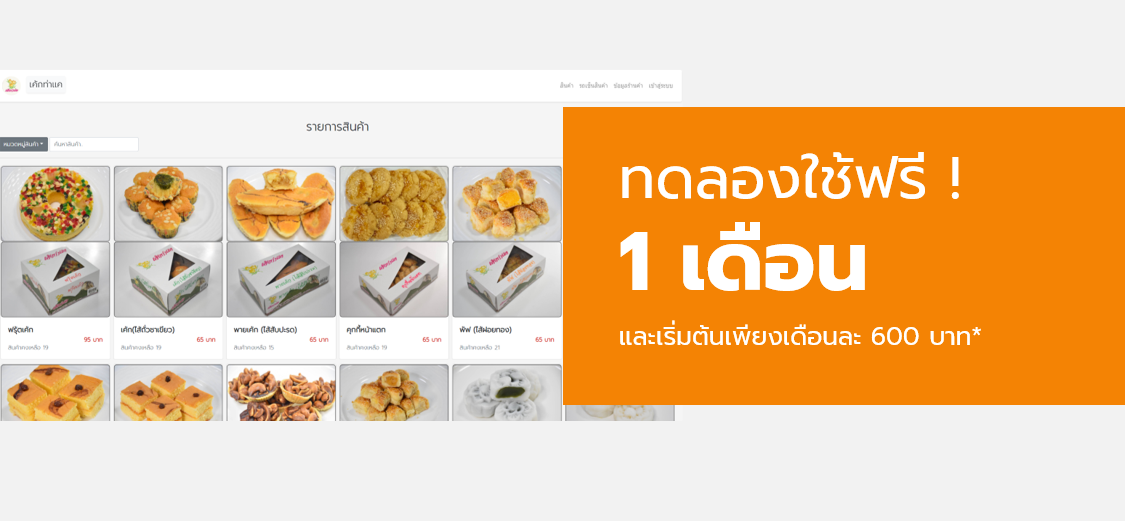 เค้กท่าแค
สินค้า รถเข็นสินค้า ข้อมูลร้านค้า เข้าสู่ระบบ
รายการสินค้า
หมวดหมู่สินค้า
ค้นหาสินค้า
ฟรุ๊ตเค้ก
95 บาท
สินค้าคงเหลือ 19
เค้ก(ไส้ถั่วขาเขียว)
65 บาท
สินค้าคงเหลือ 19
พายเค้ก (ไส้สับปะรด)
65 บาท
สินค้าคงเหลือ 15
คุกกี้หน้าแตก
65 บาท
สินค้าคงเหลือ 19
พัฟ (ไส้ฝอยทอง)
65 บาท
สินค้าคงเหลือ 21
ทดลองใช้ฟรี !
1 เดือน
และเริ่มต้นเพียงเดือนละ 600 บาท*